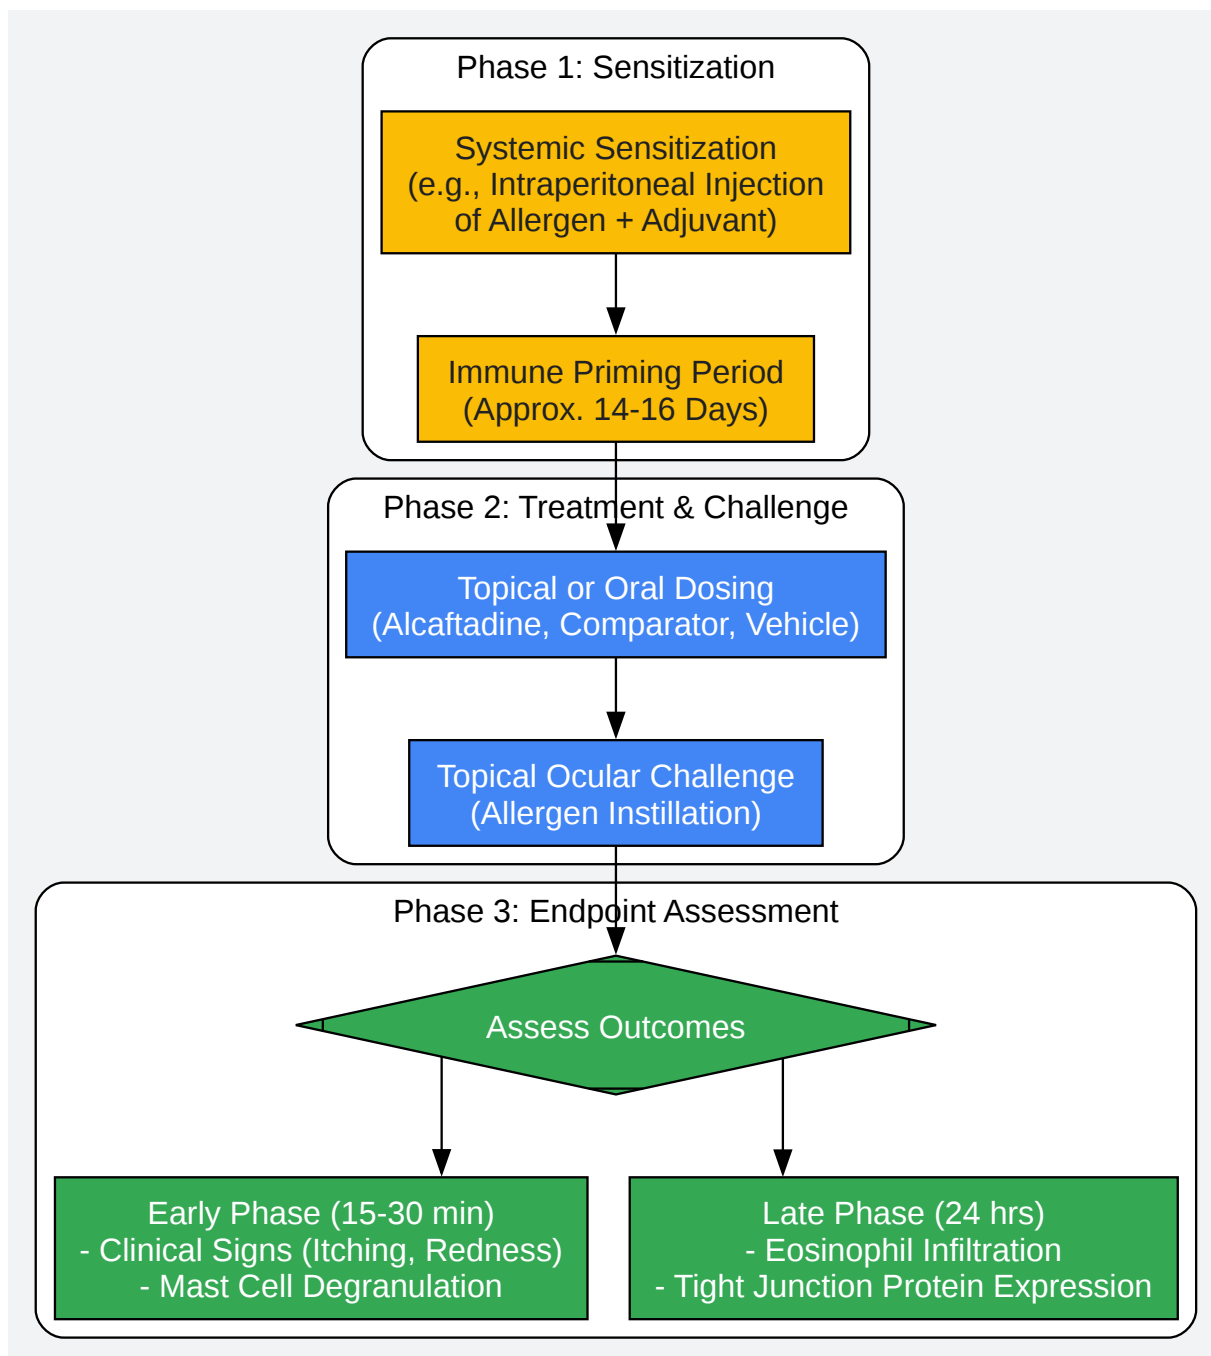 Phase 1: Sensitization
Systemic Sensitization
(e.g., Intraperitoneal Injection
of Allergen + Adjuvant)
Immune Priming Period
(Approx. 14-16 Days)
Phase 2: Treatment & Challenge
Topical or Oral Dosing
(Alcaftadine, Comparator, Vehicle)
Topical Ocular Challenge
(Allergen Instillation)
Phase 3: Endpoint Assessment
Assess Outcomes
Early Phase (15-30 min)
- Clinical Signs (Itching, Redness)
- Mast Cell Degranulation
Late Phase (24 hrs)
- Eosinophil Infiltration
- Tight Junction Protein Expression